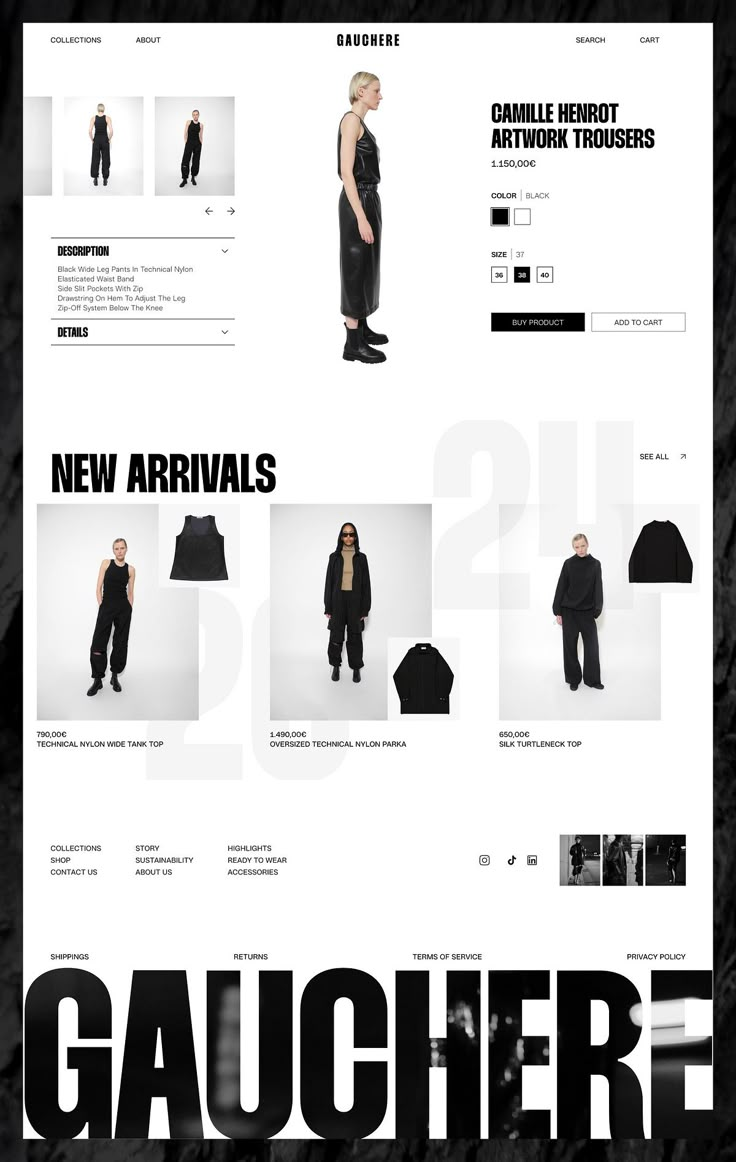 COLLECTIONS
ABOUT
GAUCHERE
SEARCH
CART
CAMILLE HENROT
ARTWORK TROUSERS
1.150,00€
COLOR | BLACK
SIZE | 37
36
38
40
BUY PRODUCT
ADD TO CART
DESCRIPTION
Black Wide Leg Pants In Technical Nylon
Elasticated Waist Band
Side Slit Pockets With Zip
Drawstring On Hem To Adjust The Leg
Zip-Off System Below The Knee
DETAILS
24
NEW ARRIVALS
SEE ALL
26
790,00€
TECHNICAL NYLON WIDE TANK TOP
1.490,00€
OVERSIZED TECHNICAL NYLON PARKA
650,00€
SILK TURTLENECK TOP
COLLECTIONS
SHOP
CONTACT US
STORY
SUSTAINABILITY
ABOUT US
HIGHLIGHTS
READY TO WEAR
ACCESSORIES
SHIPPINGS
RETURNS
TERMS OF SERVICE
PRIVACY POLICY
GAUCHERE